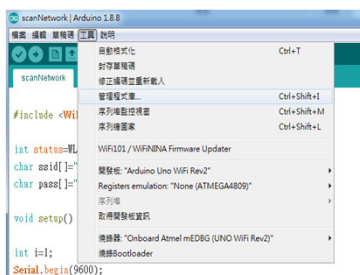 scanNetwork | Arduino 1.8.8
檔案 編輯 草稿碼 工具 說明
自動格式化 Ctrl+T
封存草稿碼
scanNetwork
修正編碼並重新載入
管理程式庫... Ctrl+Shift+I
#include <Wi
序列埠監控視窗 Ctrl+Shift+M
序列繪圖家 Ctrl+Shift+L
int status=WL
WiFi101 / WiFiNINA Firmware Updater
char ssid[]="
開發板: "Arduino Uno WiFi Rev2"
char pass[]="
Registers emulation: "None (ATMEGA4809)"
序列埠
void setup()
取得開發板資訊
燒錄器: "Onboard Atmel mEDBG (UNO WiFi Rev2)"
int i=1;
燒錄Bootloader
Serial.begin(9600);